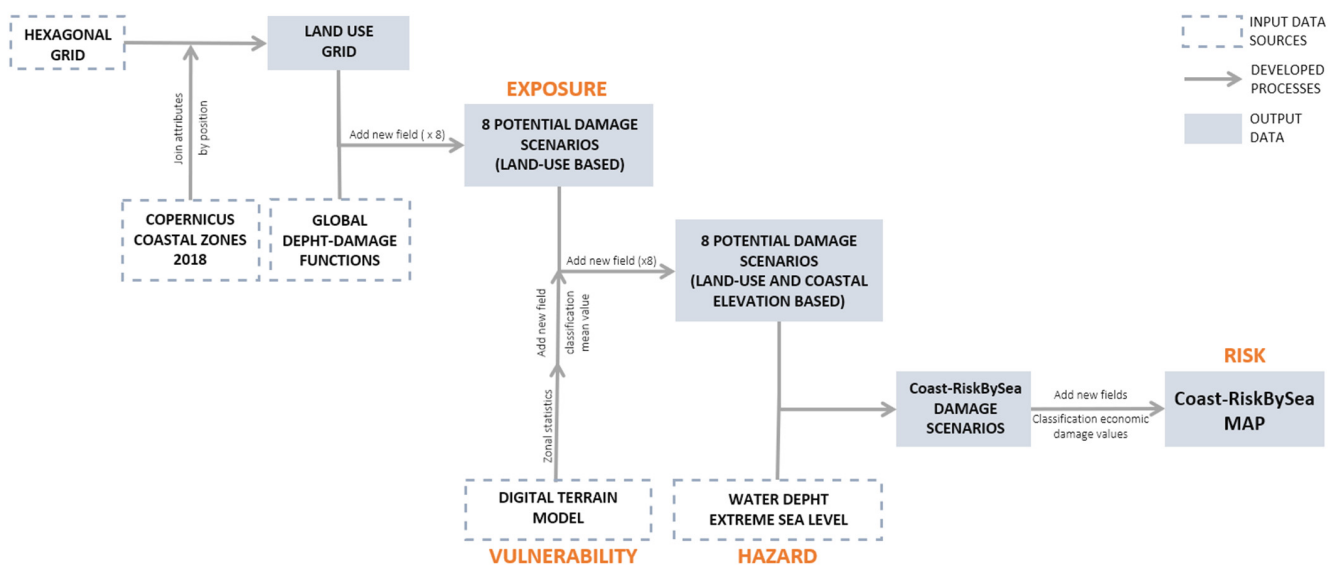 HEXAGONAL
GRID
LAND USE
GRID
INPUT DATA
SOURCES
DEVELOPED
PROCESSES
OUTPUT
DATA
Join attributes
by position
COPERNICUS
COASTAL ZONES
2018
GLOBAL
DEPHT-DAMAGE
FUNCTIONS
Add new field ( x 8)
EXPOSURE
8 POTENTIAL DAMAGE
SCENARIOS
(LAND-USE BASED)
Add new field (x8)
8 POTENTIAL DAMAGE
SCENARIOS
(LAND-USE AND COASTAL
ELEVATION BASED)
Add new field
classification
mean value
Zonal statistics
DIGITAL TERRAIN
MODEL
VULNERABILITY
WATER DEPHT
EXTREME SEA LEVEL
HAZARD
Coast-RiskBySea
DAMAGE
SCENARIOS
Add new fields
Classification economic
damage values
RISK
Coast-RiskBySea
MAP